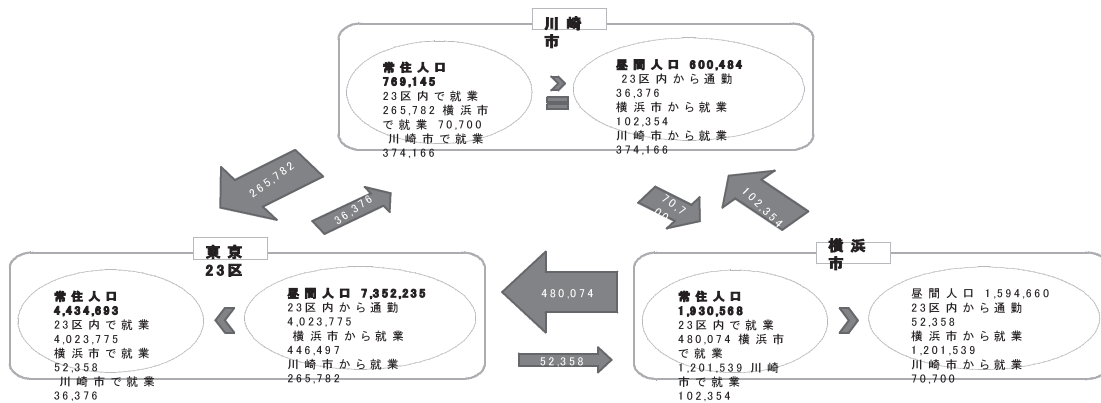 川崎
市
常住人口
769,145
23区内で就業
265,782 横浜市
で就業 70,700
川崎市で就業
374,166
昼間人口 600,484
23区内から通勤
36,376
横浜市から就業
102,354
川崎市から就業
374,166
265,782
36,376
70,7
00
102,354
東京
23区
常住人口
4,434,693
23区内で就業
4,023,775
横浜市で就業
52,358
川崎市で就業
36,376
昼間人口 7,352,235
23区内から通勤
4,023,775
横浜市から就業
446,497
川崎市から就業
265,782
480,074
52,358
横浜
市
常住人口
1,930,568
23区内で就業
480,074 横浜市
で就業
1,201,539 川崎
市で就業
102,354
昼間人口 1,594,660
23区内から通勤
52,358
横浜市から就業
1,201,539
川崎市から就業
70,700